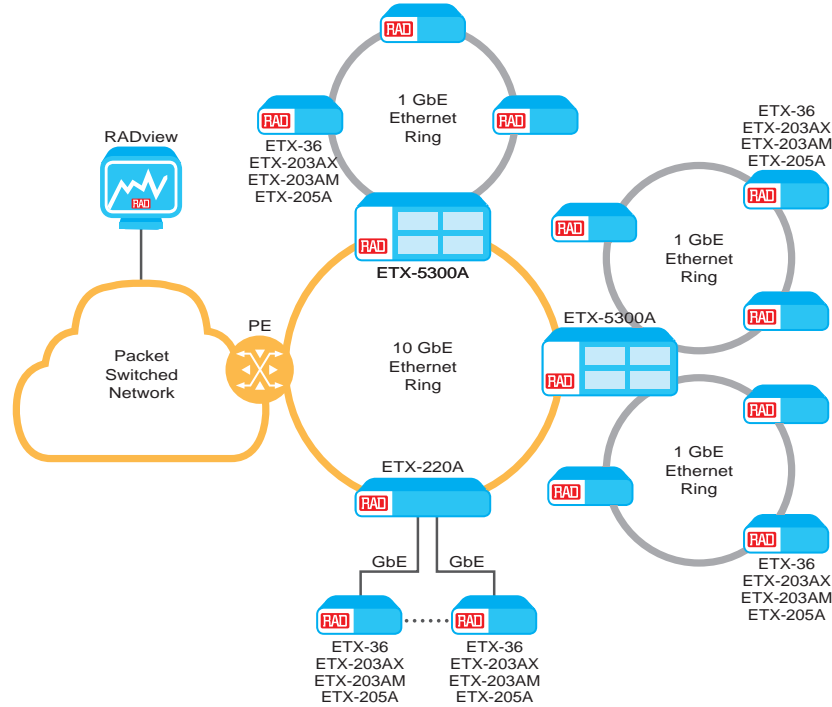 RAD
1 GbE
Ethernet
Ring
RAD
RAD
ETX-36
ETX-203AX
ETX-203AM
ETX-205A
RADview
RAD
ETX-36
ETX-203AX
ETX-203AM
ETX-205A
RAD
RAD
1 GbE
Ethernet
Ring
RAD
RAD
ETX-5300A
ETX-5300A
RAD
PE
Packet
Switched
Network
10 GbE
Ethernet
Ring
RAD
1 GbE
Ethernet
Ring
RAD
RAD
ETX-36
ETX-203AX
ETX-203AM
ETX-205A
ETX-220A
RAD
GbE
GbE
RAD
RAD
ETX-36
ETX-203AX
ETX-203AM
ETX-205A
ETX-36
ETX-203AX
ETX-203AM
ETX-205A